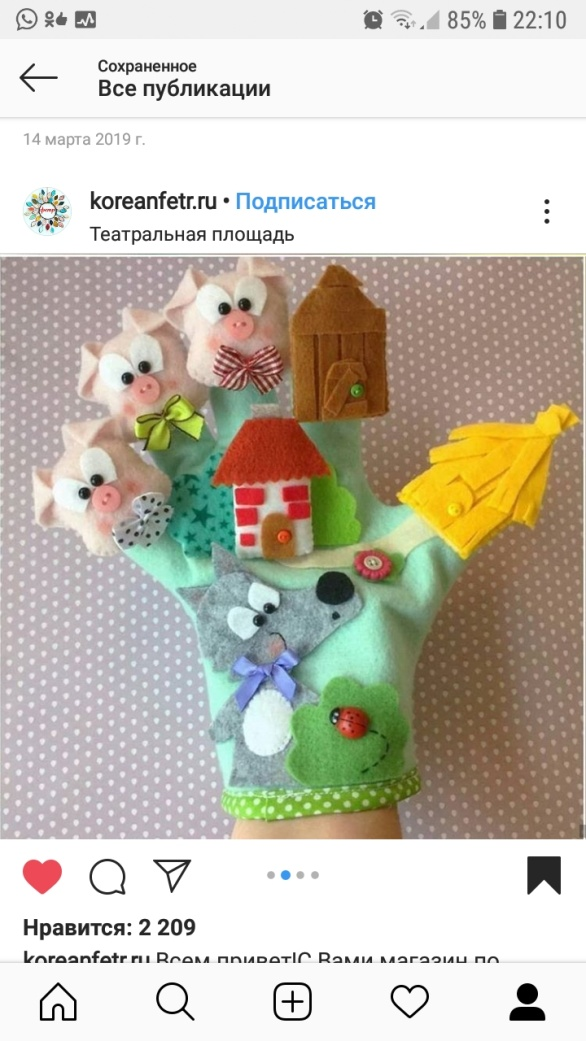 85% 22:10
Сохраненное
Все публикации
14 марта 2019 г.
koreanfetr.ru • Подписаться
Театральная площадь
Нравится: 2 209
koreanfetr.ru Всем привет!С Вами магазин по